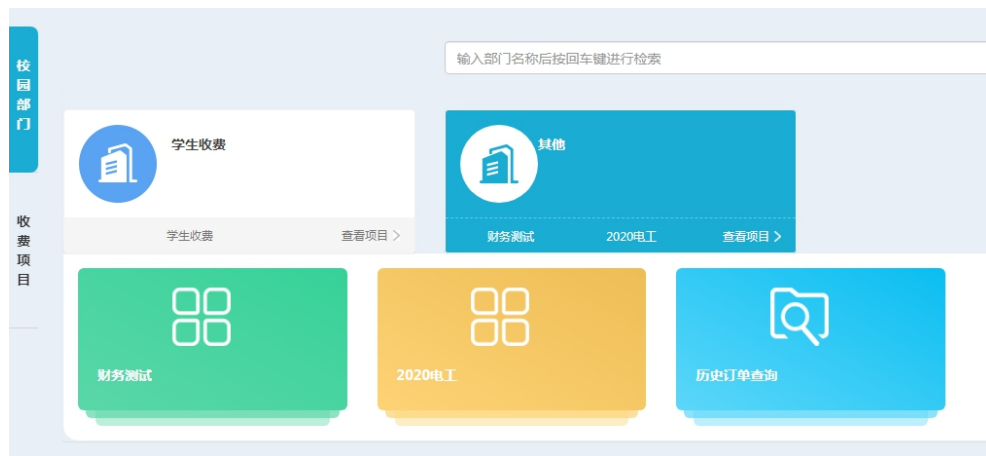 校园部门
收费项目
输入部门名称后按回车键进行检索
学生收费
学生收费 查看项目
其他
财务测试 2020电工 查看项目
财务测试
2020电工
历史订单查询